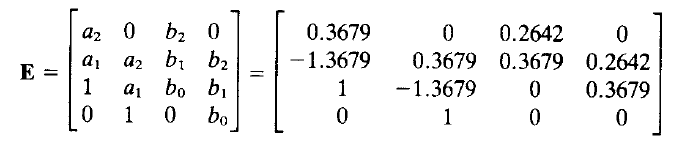 E = [ a₂ 0 b₂ 0 ] = [ 0.3679 0 0.2642 0 ]
[ a₁ a₂ b₁ b₂ ] [ −1.3679 0.3679 0.3679 0.2642 ]
[ 1 a₁ b₀ b₁ ] [ 1 −1.3679 0 0.3679 ]
[ 0 1 0 b₀ ] [ 0 1 0 0 ]